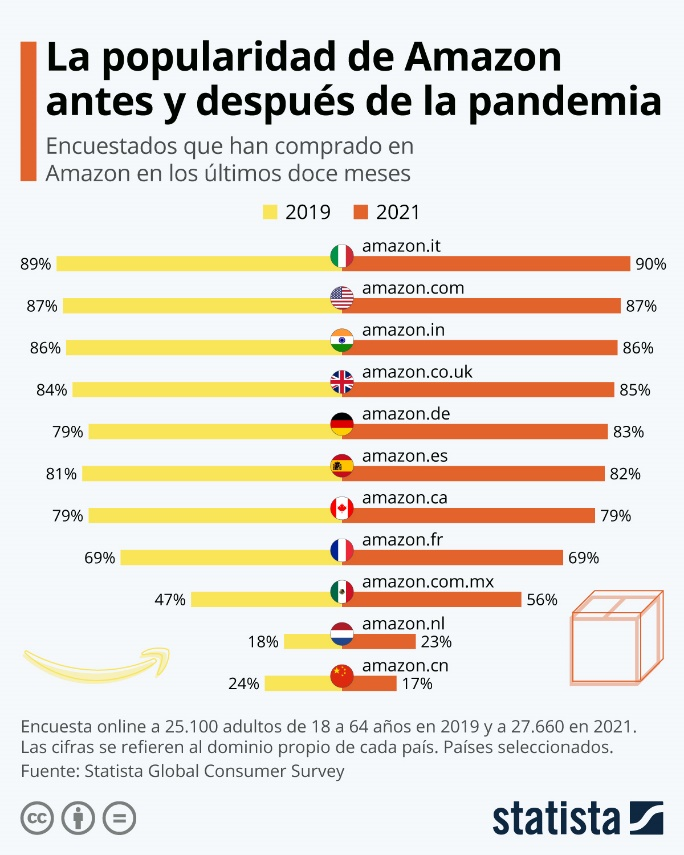 La popularidad de Amazon
antes y después de la pandemia
Encuestados que han comprado en
Amazon en los últimos doce meses
2019 2021
amazon.it
89% 90%
amazon.com
87% 87%
amazon.in
86% 86%
amazon.co.uk
84% 85%
amazon.de
79% 83%
amazon.es
81% 82%
amazon.ca
79% 79%
amazon.fr
69% 69%
amazon.com.mx
47% 56%
amazon.nl
18% 23%
amazon.cn
24% 17%
Encuesta online a 25.100 adultos de 18 a 64 años en 2019 y a 27.660 en 2021.
Las cifras se refieren al dominio propio de cada país. Países seleccionados.
Fuente: Statista Global Consumer Survey
cc
statista